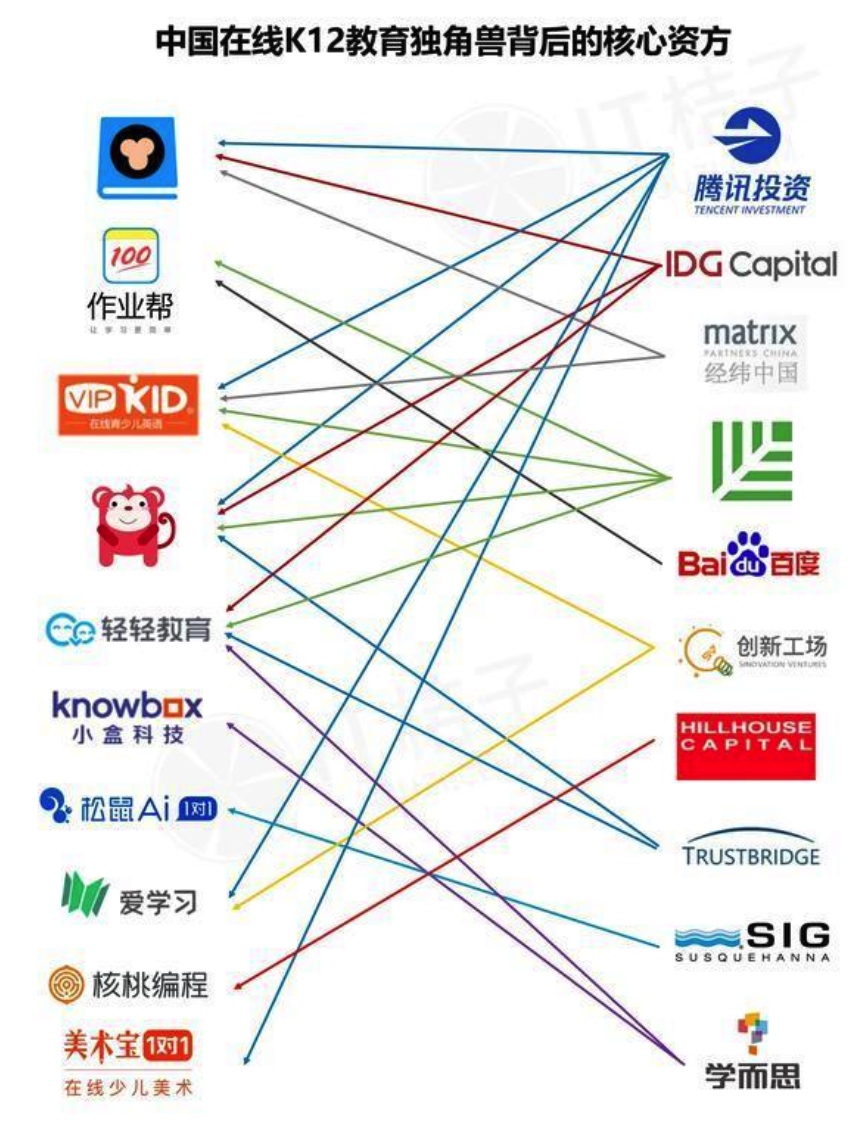 中国在线K12教育独角兽背后的核心资方
100
作业帮
让学习更简单
VIPKID
在线青少儿英语
轻轻教育
knowbox
小盒科技
松鼠Ai 1对1
爱学习
核桃编程
美术宝1对1
在线少儿美术
腾讯投资
TENCENT INVESTMENT
IDG Capital
matrix
PARTNERS CHINA
经纬中国
Bai du 百度
创新工场
SINOVATION VENTURES
HILLHOUSE
CAPITAL
TRUSTBRIDGE
SIG
SUSQUEHANNA
学而思
IT桔子
IT桔子